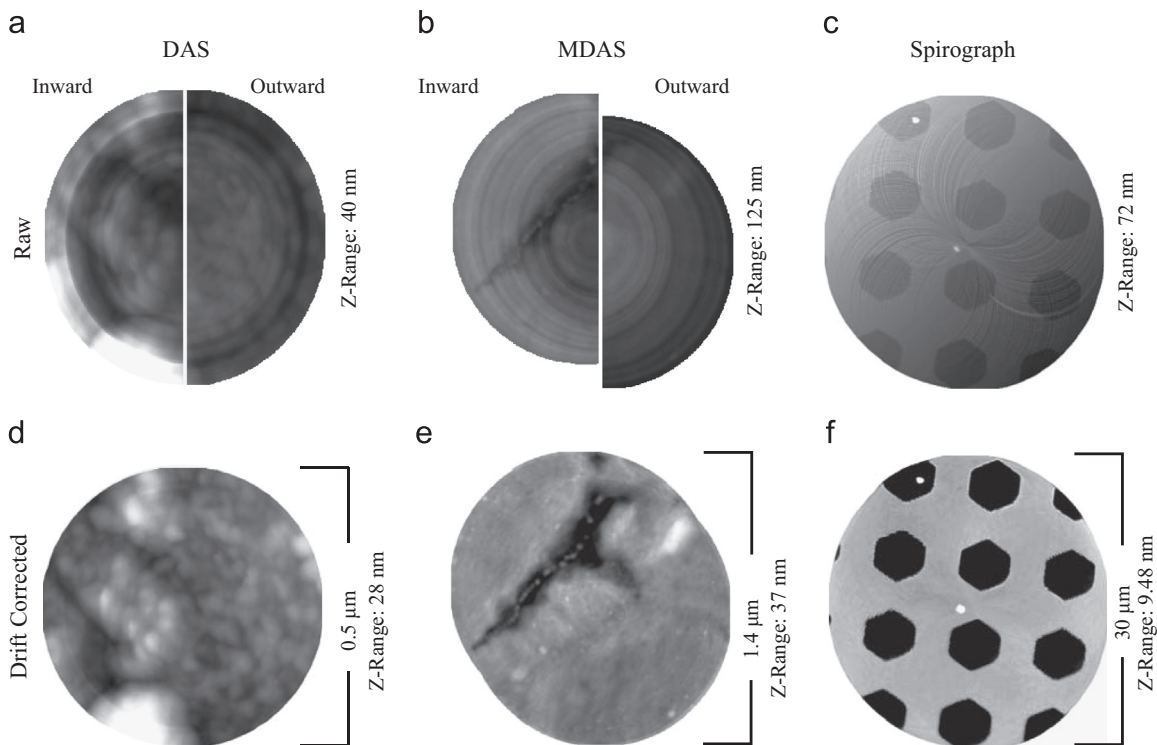 a
b
c
DAS
MDAS
Spirograph
Inward
Outward
Inward
Outward
Raw
Z-Range: 40 nm
Z-Range: 125 nm
Z-Range: 72 nm
d
e
f
Drift Corrected
0.5 μm
Z-Range: 28 nm
1.4 μm
Z-Range: 37 nm
30 μm
Z-Range: 9.48 nm